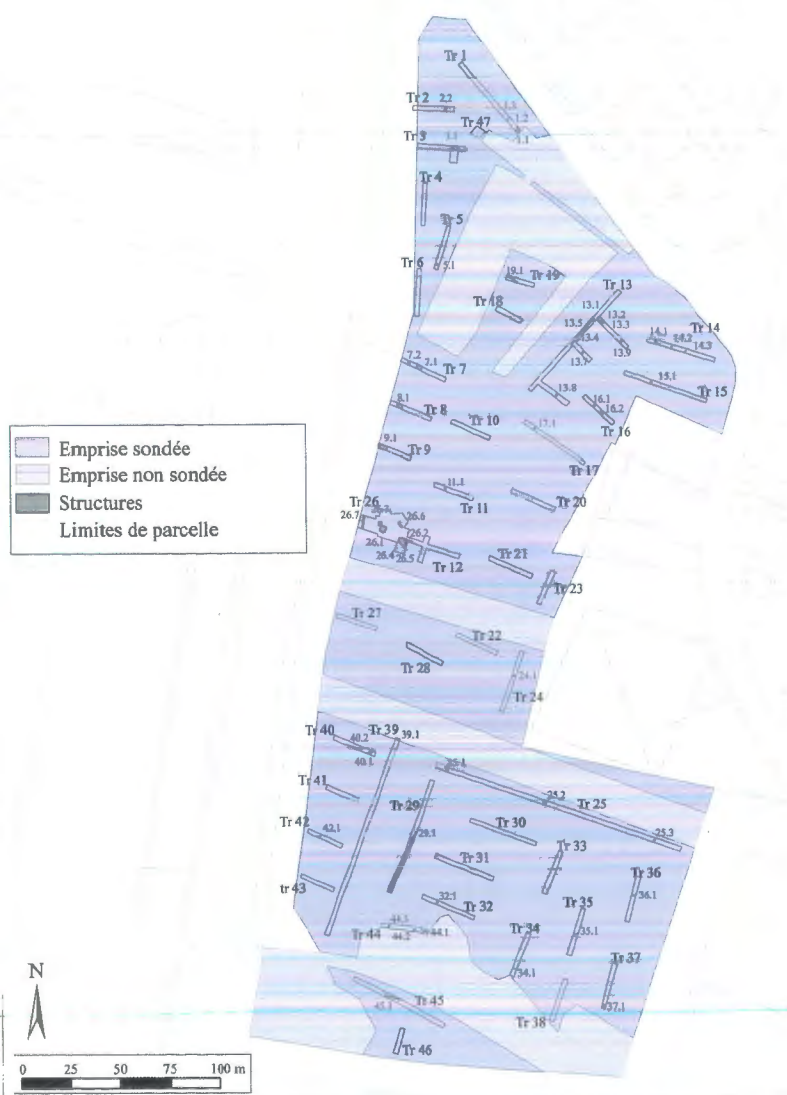 Tr 1
1.3
1.2
1.1
Tr 2
2.2
Tr 47
Tr 3
3.1
Tr 4
Tr 5
5.1
Tr 6
19.1
Tr 19
Tr 18
Tr 13
13.1
13.2
13.5
13.3
13.4
13.7
13.9
13.8
14.1
Tr 14
14.2
14.3
15.1
Tr 15
7.2
7.1
Tr 7
8.1
Tr 8
Tr 10
16.1
16.2
Tr 16
9.1
Tr 9
17.1
Tr 17
11.1
Tr 11
Tr 20
Tr 26
26.7
26.6
26.2
26.1
26.4
26.5
Tr 12
Tr 21
Tr 23
Emprise sondée
Emprise non sondée
Structures
Limites de parcelle
Tr 27
Tr 22
Tr 28
24.1
Tr 24
Tr 40
40.2
40.1
Tr 39
39.1
25.1
25.2
Tr 25
25.3
Tr 41
Tr 29
29.1
Tr 42
42.1
Tr 30
Tr 31
Tr 33
tr 43
32.1
Tr 32
Tr 36
36.1
Tr 35
35.1
Tr 34
34.1
Tr 44
44.2
44.1
Tr 37
37.1
Tr 38
45.1
Tr 45
Tr 46
N
0 25 50 75 100 m